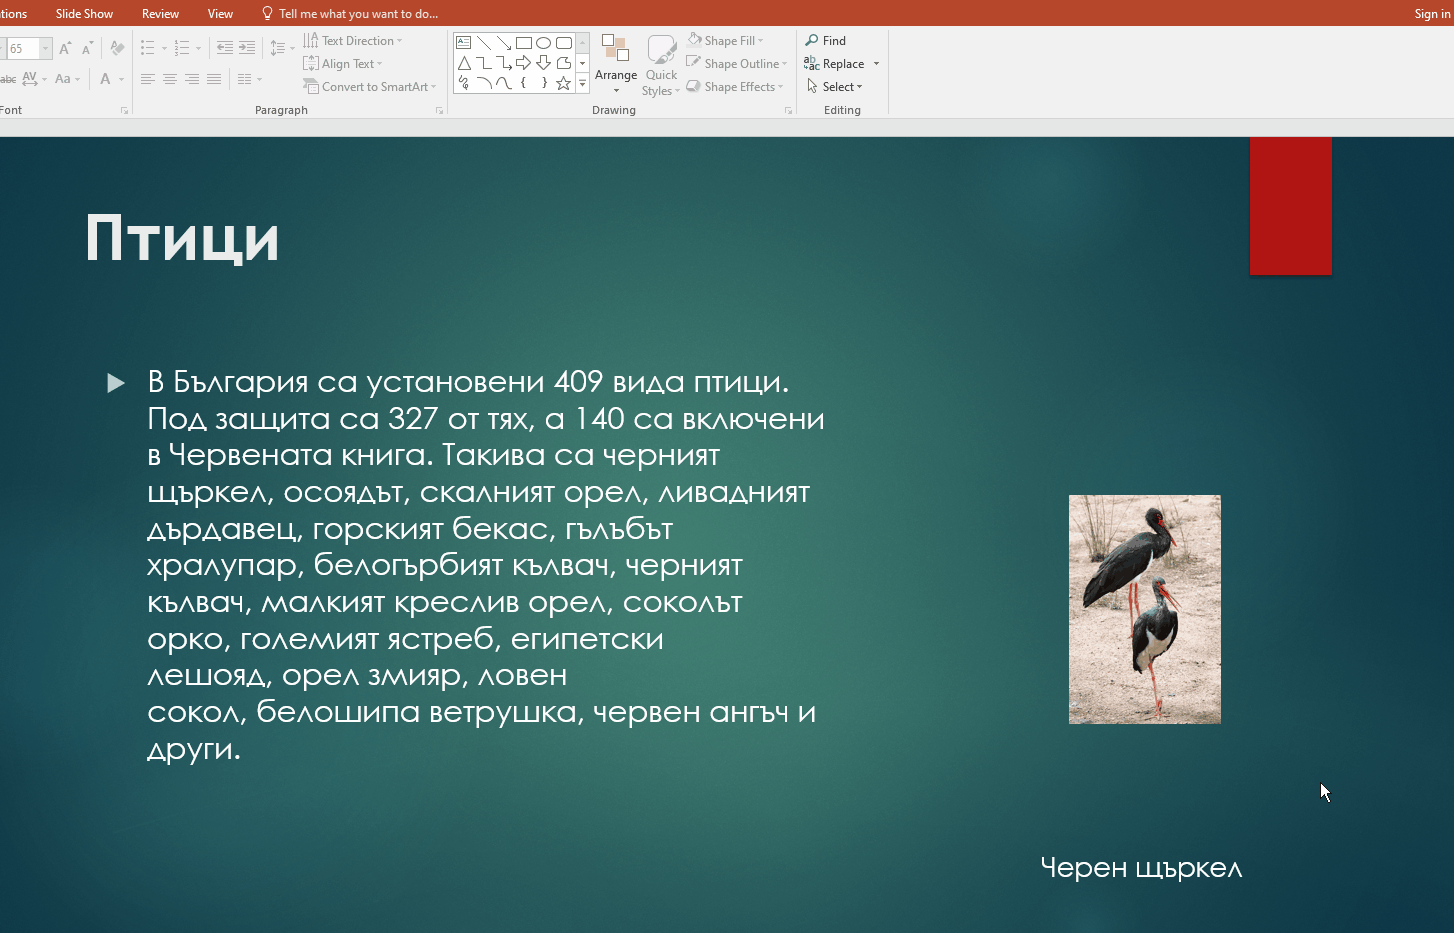 tions Slide Show Review View Tell me what you want to do... Sign in
65 A A Text Direction Shape Fill Find
abc AV Aa A Align Text Arrange Quick Styles Shape Outline Replace
Convert to SmartArt Shape Effects Select
Font Paragraph Drawing Editing
Птици
В България са установени 409 вида птици.
Под защита са 327 от тях, а 140 са включени
в Червената книга. Такива са черният
щъркел, осоядът, скалният орел, ливадният
дърдавец, горският бекас, гълъбът
хралупар, белогърбият кълвач, черният
кълвач, малкият креслив орел, соколът
орко, големият ястреб, египетски
лешояд, орел змияр, ловен
сокол, белошипа ветрушка, червен ангъч и
други.
Черен щъркел